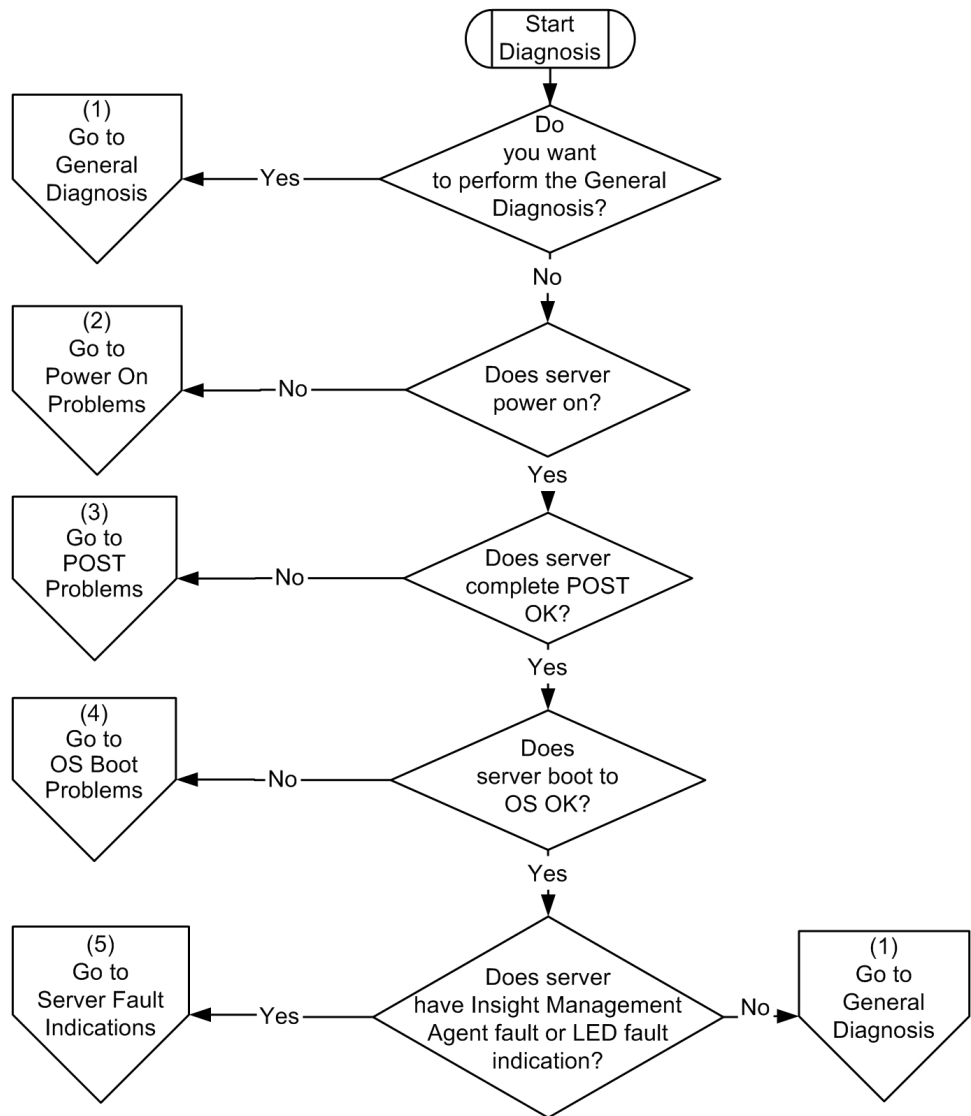 Start
Diagnosis
Do
you want
to perform the General
Diagnosis?
Yes
(1)
Go to
General
Diagnosis
No
Does server
power on?
No
(2)
Go to
Power On
Problems
Yes
Does server
complete POST
OK?
No
(3)
Go to
POST
Problems
Yes
Does
server boot to
OS OK?
No
(4)
Go to
OS Boot
Problems
Yes
Does server
have Insight Management
Agent fault or LED fault
indication?
Yes
(5)
Go to
Server Fault
Indications
No
(1)
Go to
General
Diagnosis